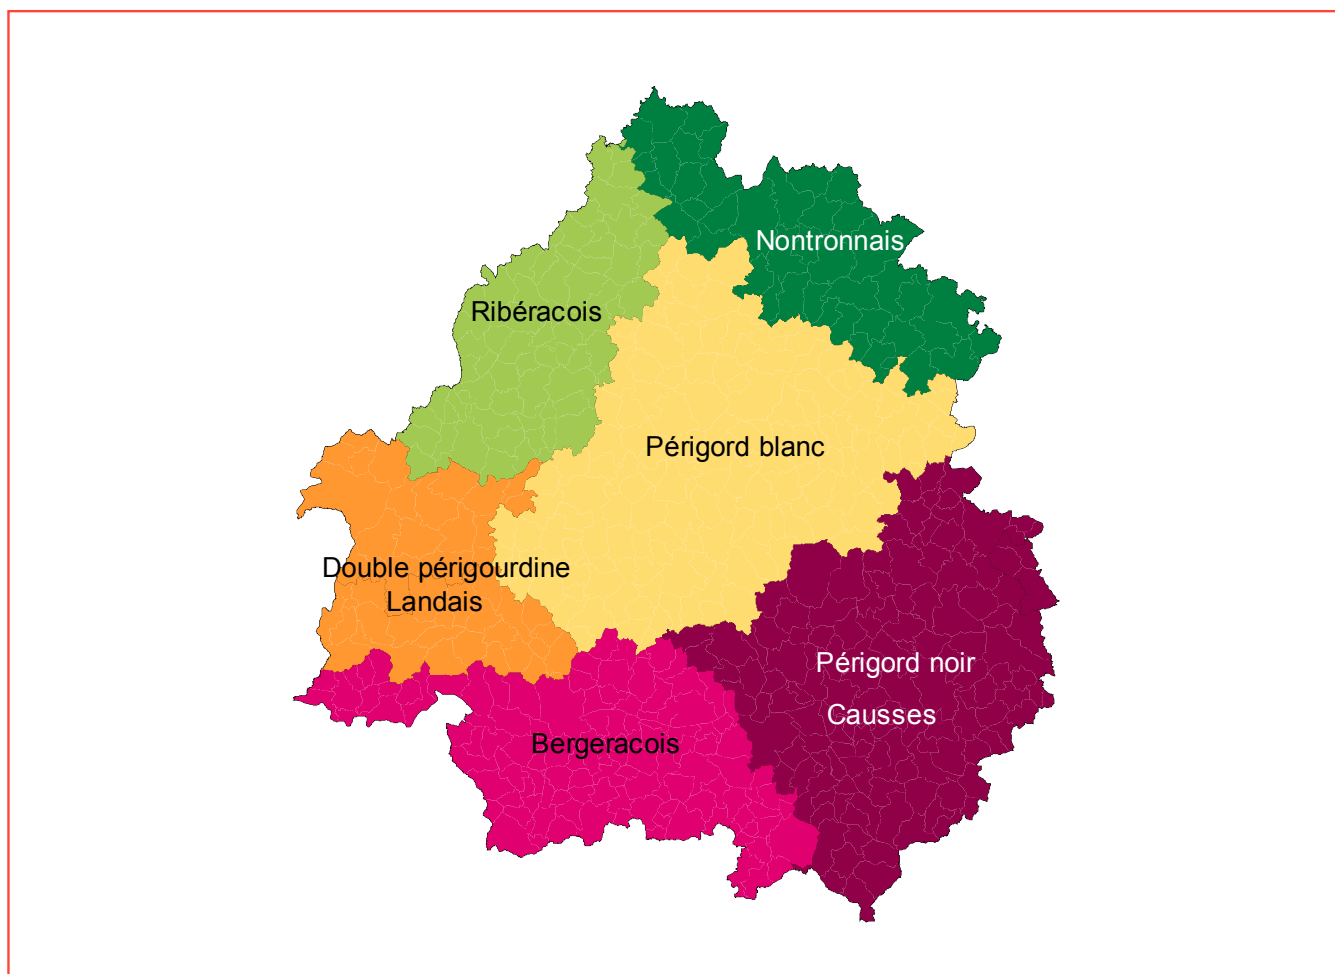 Nontronnais
Ribéracois
Périgord blanc
Double périgourdine
Landais
Périgord noir
Causses
Bergeracois